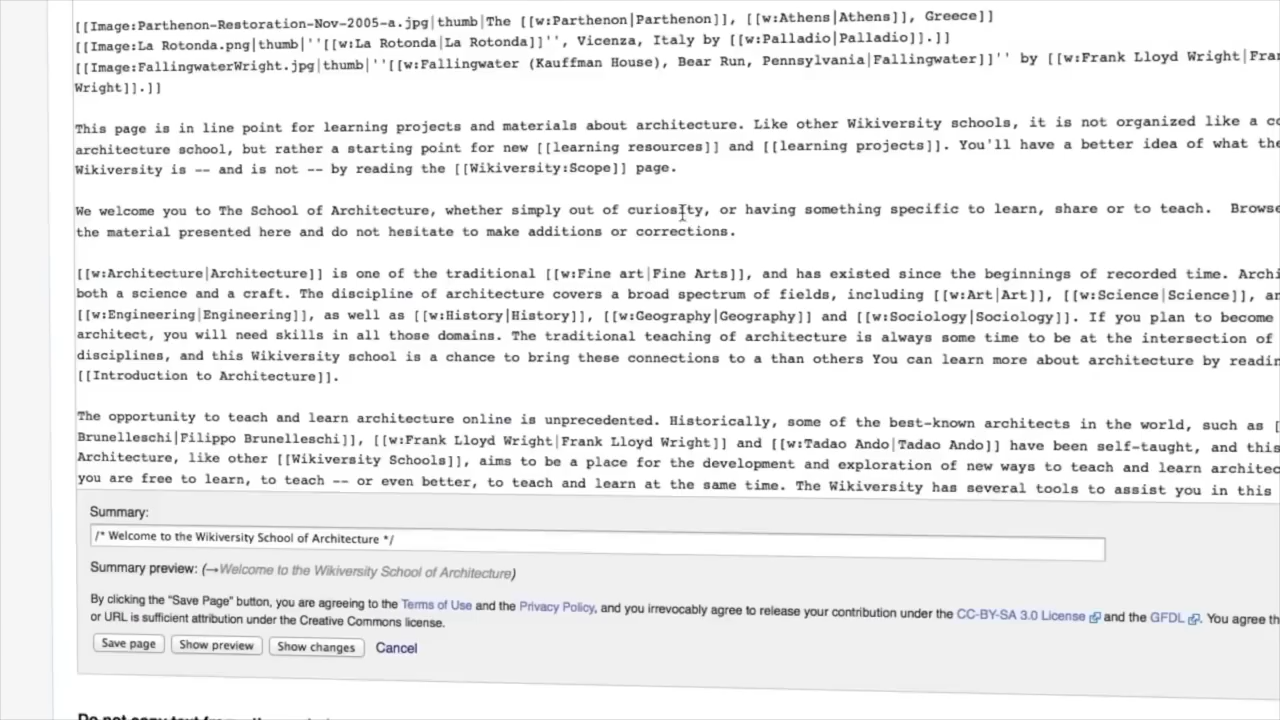 [[Image:Parthenon-Restoration-Nov-2005-a.jpg|thumb|The [[w:Parthenon|Parthenon]], [[w:Athens|Athens]], Greece]]
[[Image:La Rotonda.png|thumb|''[[w:La Rotonda|La Rotonda]]'', Vicenza, Italy by [[w:Palladio|Palladio]].]]
[[Image:FallingwaterWright.jpg|thumb|''[[w:Fallingwater (Kauffman House), Bear Run, Pennsylvania|Fallingwater]]'' by [[w:Frank Lloyd Wright|Fran
Wright]].]]
This page is in line point for learning projects and materials about architecture. Like other Wikiversity schools, it is not organized like a co
architecture school, but rather a starting point for new [[learning resources]] and [[learning projects]]. You'll have a better idea of what the
Wikiversity is -- and is not -- by reading the [[Wikiversity:Scope]] page.
We welcome you to The School of Architecture, whether simply out of curiosity, or having something specific to learn, share or to teach. Browse
the material presented here and do not hesitate to make additions or corrections.
[[w:Architecture|Architecture]] is one of the traditional [[w:Fine art|Fine Arts]], and has existed since the beginnings of recorded time. Archi
both a science and a craft. The discipline of architecture covers a broad spectrum of fields, including [[w:Art|Art]], [[w:Science|Science]], an
[[w:Engineering|Engineering]], as well as [[w:History|History]], [[w:Geography|Geography]] and [[w:Sociology|Sociology]]. If you plan to become
architect, you will need skills in all those domains. The traditional teaching of architecture is always some time to be at the intersection of
disciplines, and this Wikiversity school is a chance to bring these connections to a than others You can learn more about architecture by readin
[[Introduction to Architecture]].
The opportunity to teach and learn architecture online is unprecedented. Historically, some of the best-known architects in the world, such as [
Brunelleschi|Filippo Brunelleschi]], [[w:Frank Lloyd Wright|Frank Lloyd Wright]] and [[w:Tadao Ando|Tadao Ando]] have been self-taught, and this
Architecture, like other [[Wikiversity Schools]], aims to be a place for the development and exploration of new ways to teach and learn architec
you are free to learn, to teach -- or even better, to teach and learn at the same time. The Wikiversity has several tools to assist you in this
Summary:
/* Welcome to the Wikiversity School of Architecture */
Summary preview: (→Welcome to the Wikiversity School of Architecture)
By clicking the "Save Page" button, you are agreeing to the Terms of Use and the Privacy Policy, and you irrevocably agree to release your contribution under the CC-BY-SA 3.0 License and the GFDL. You agree th
or URL is sufficient attribution under the Creative Commons license.
Save page Show preview Show changes Cancel